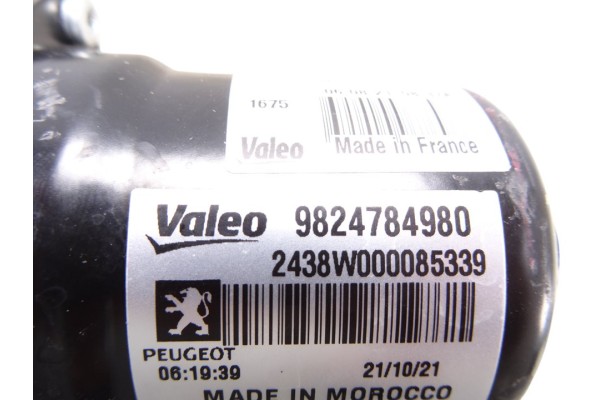 1675
Valeo Made in France
Valeo 9824784980
2438W000085339
PEUGEOT
06:19:39 21/10/21
MADE IN MOROCCO